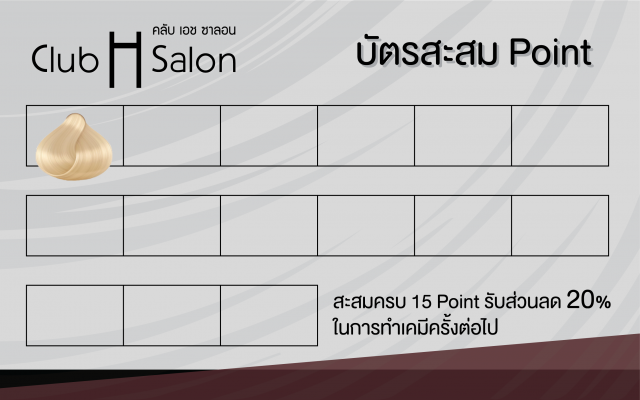 คลับ เอช ซาลอน
Club H Salon
บัตรสะสม Point
สะสมครบ 15 Point รับส่วนลด 20%
ในการทำเคมีครั้งต่อไป